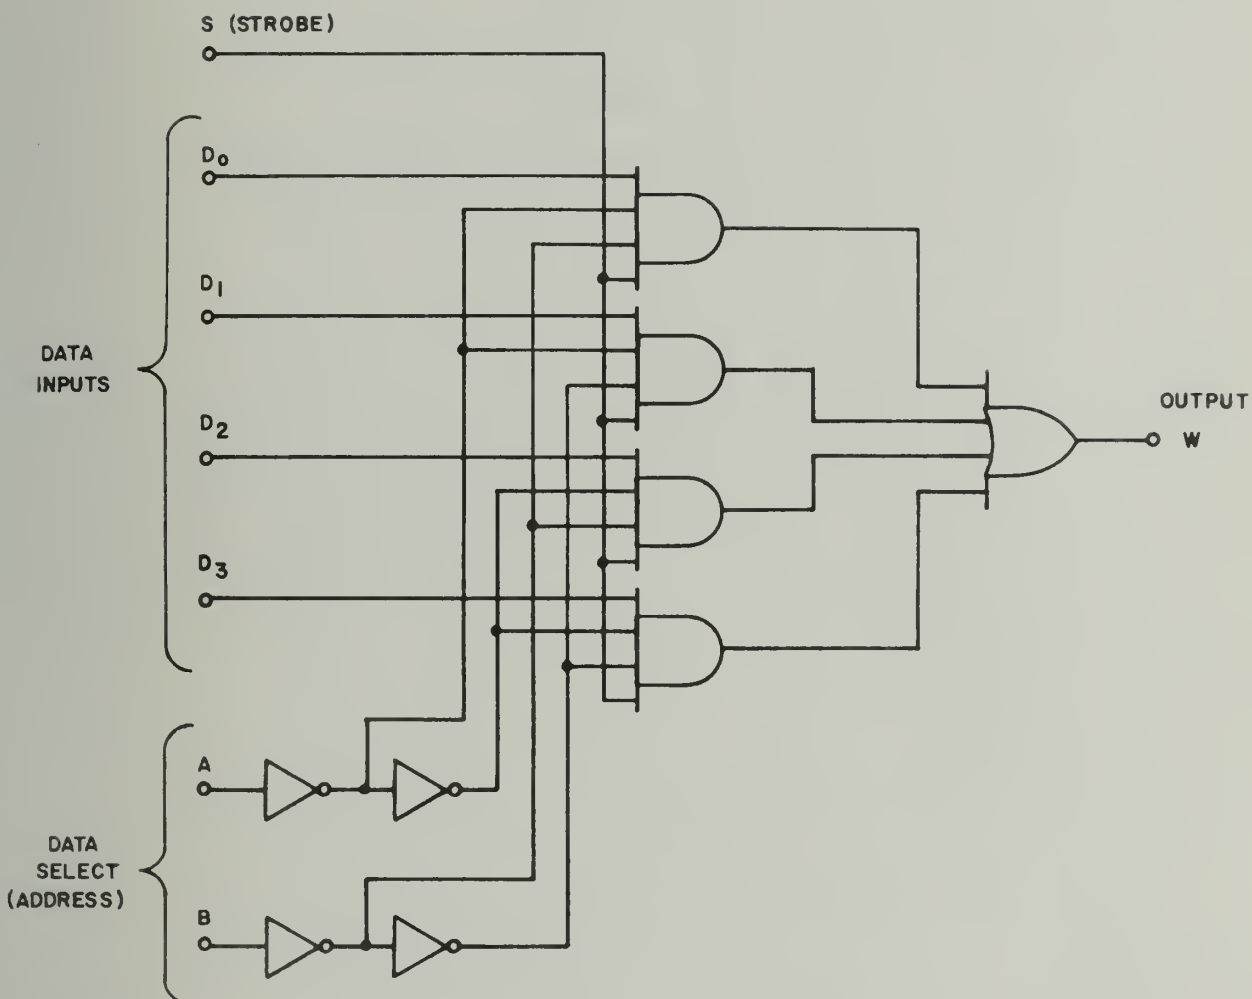 S (STROBE)
D0
D1
DATA
INPUTS
D2
D3
OUTPUT
W
A
DATA
SELECT
(ADDRESS)
B